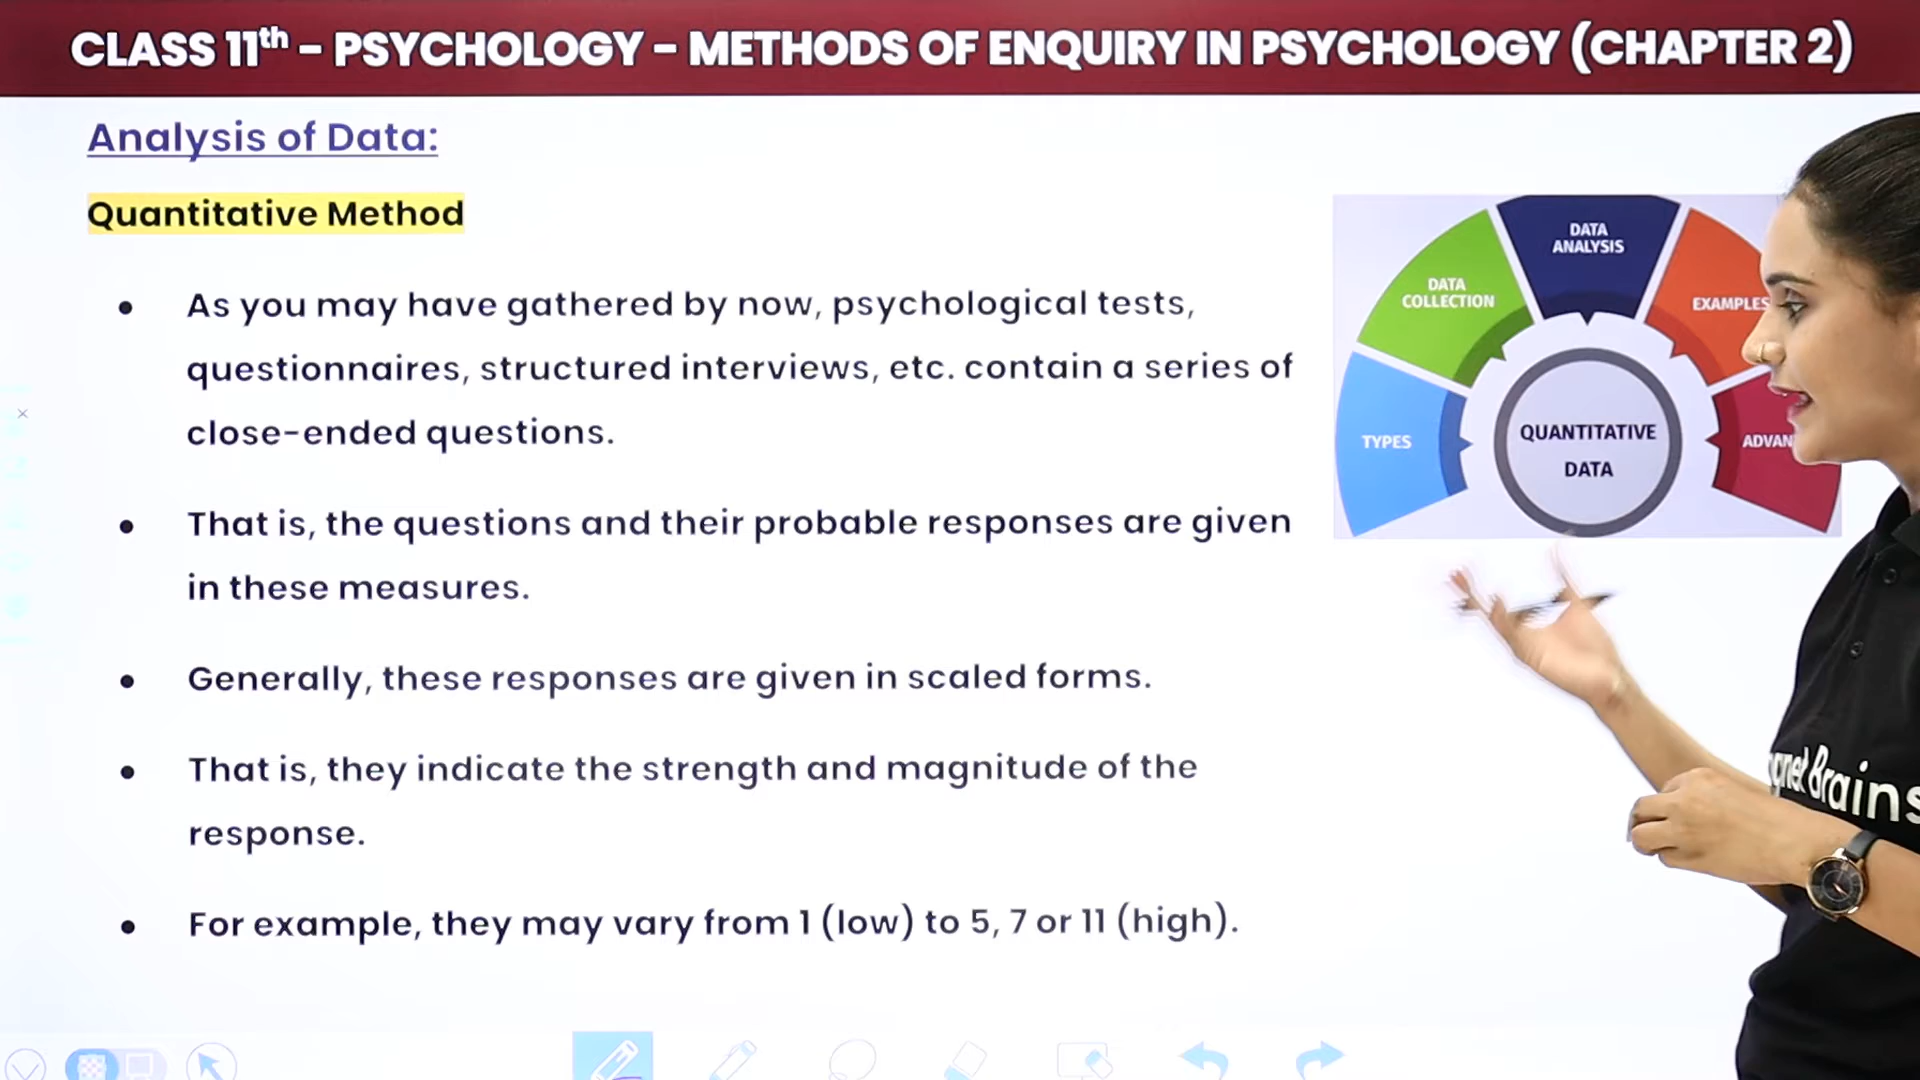 CLASS 11th – PSYCHOLOGY – METHODS OF ENQUIRY IN PSYCHOLOGY (CHAPTER 2)
Analysis of Data:
Quantitative Method
• As you may have gathered by now, psychological tests,
questionnaires, structured interviews, etc. contain a series of
close-ended questions.
• That is, the questions and their probable responses are given
in these measures.
• Generally, these responses are given in scaled forms.
• That is, they indicate the strength and magnitude of the
response.
• For example, they may vary from 1 (low) to 5, 7 or 11 (high).
TYPES
DATA
COLLECTION
DATA
ANALYSIS
EXAMPLES
QUANTITATIVE
DATA
Brains